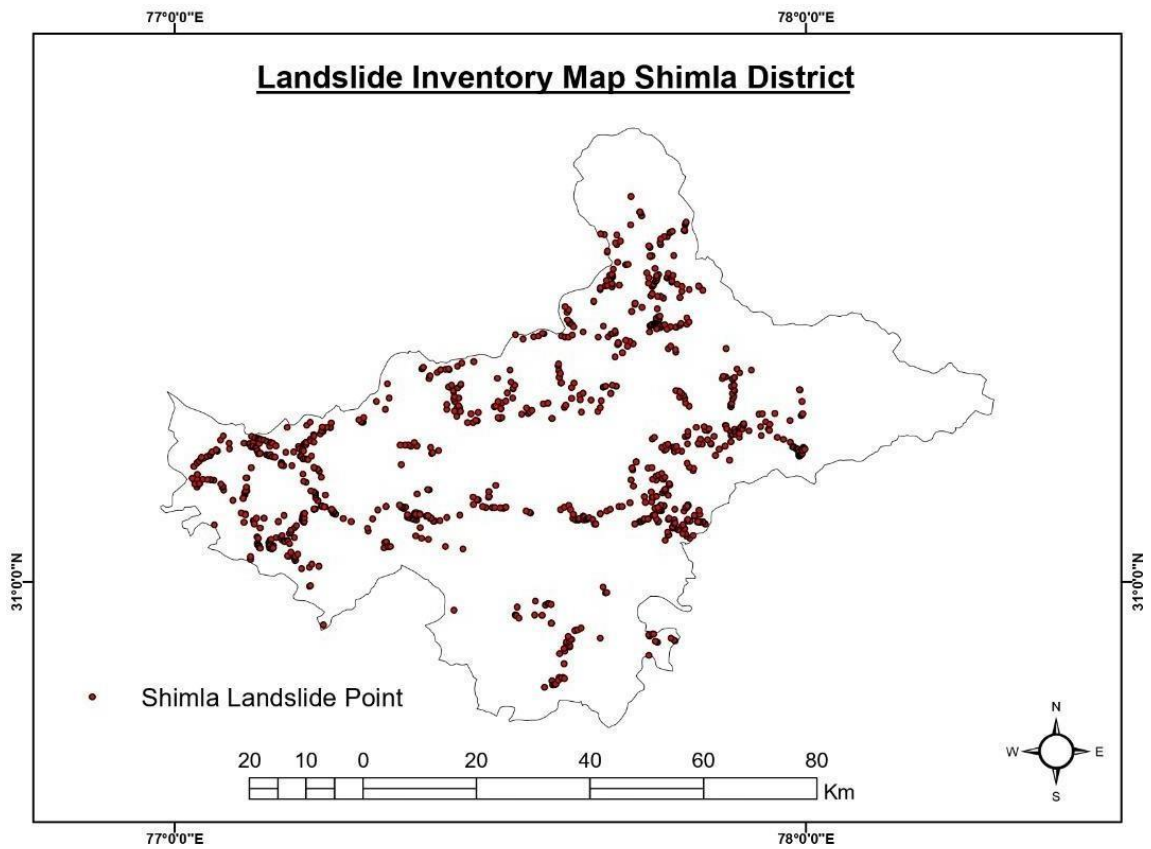 77°0'0"E 78°0'0"E
Landslide Inventory Map Shimla District
31°0'0"N 31°0'0"N
Shimla Landslide Point
N
W E
S
20 10 0 20 40 60 80
Km
77°0'0"E 78°0'0"E